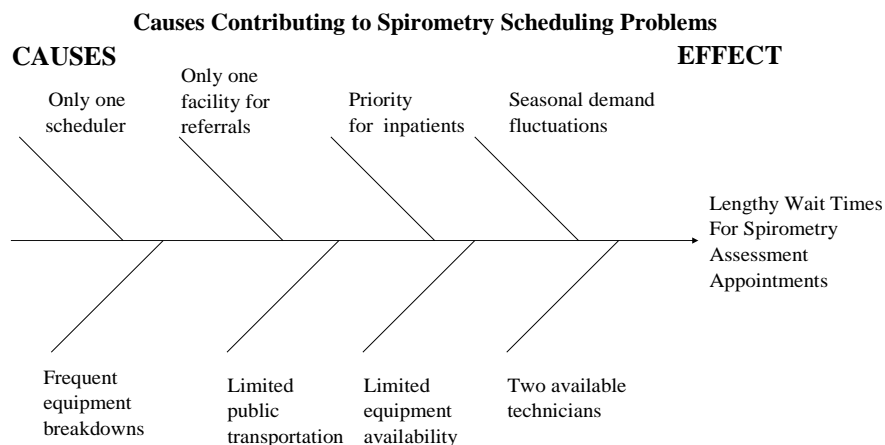 Causes Contributing to Spirometry Scheduling Problems
CAUSES
EFFECT
Only one
scheduler
Only one
facility for
referrals
Priority
for inpatients
Seasonal demand
fluctuations
Lengthy Wait Times
For Spirometry
Assessment
Appointments
Frequent
equipment
breakdowns
Limited
public
transportation
Limited
equipment
availability
Two available
technicians